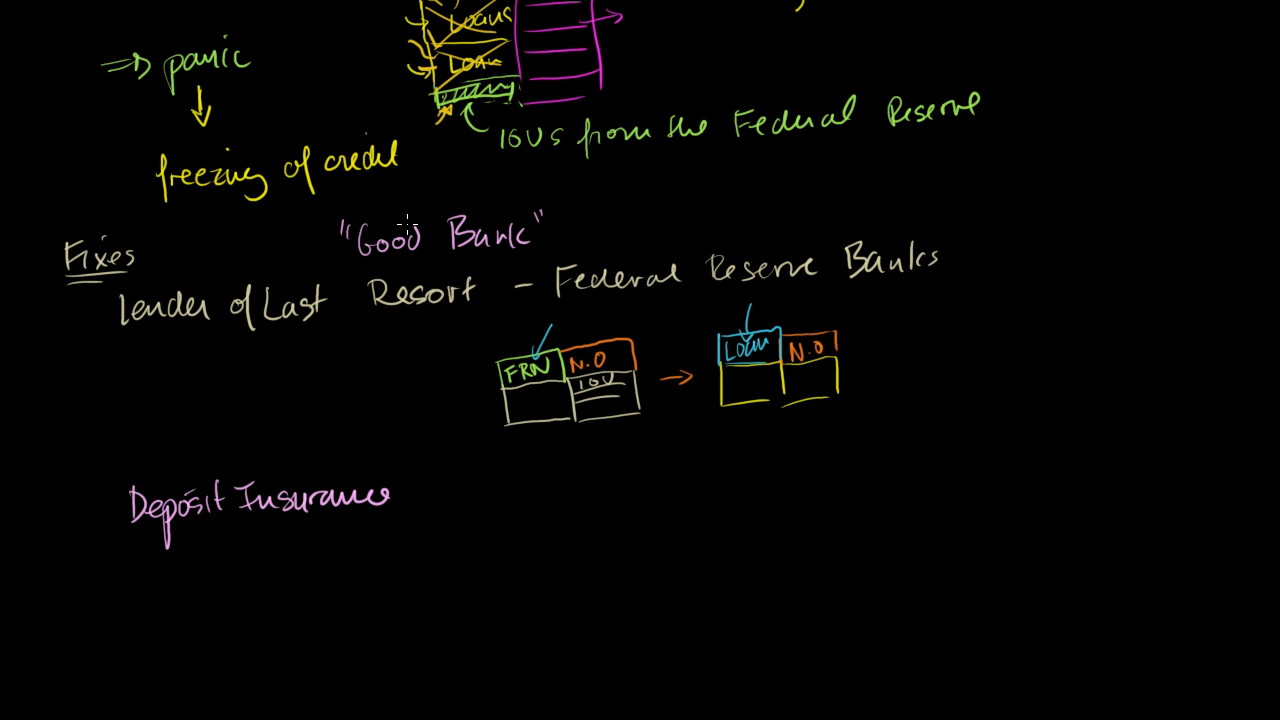 Loans
=> panic
Loan
IOUs from the Federal Reserve
freezing of credit
"Good Bank"
Fixes
Lender of Last Resort - Federal Reserve Banks
FRN N.O → Loan N.O
IOU
Deposit Insurance